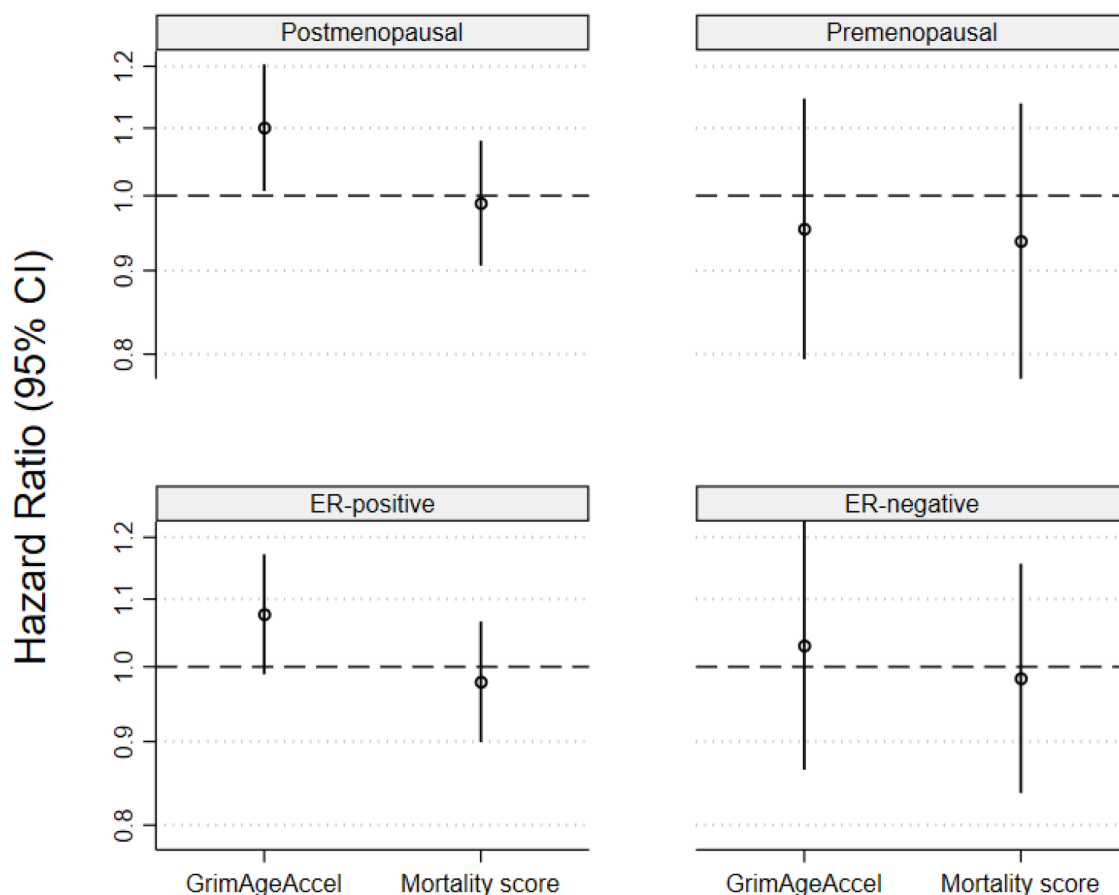 Hazard Ratio (95% CI)
Postmenopausal
Premenopausal
1.2
1.1
1.0
0.9
0.8
ER-positive
ER-negative
1.2
1.1
1.0
0.9
0.8
GrimAgeAccel Mortality score
GrimAgeAccel Mortality score